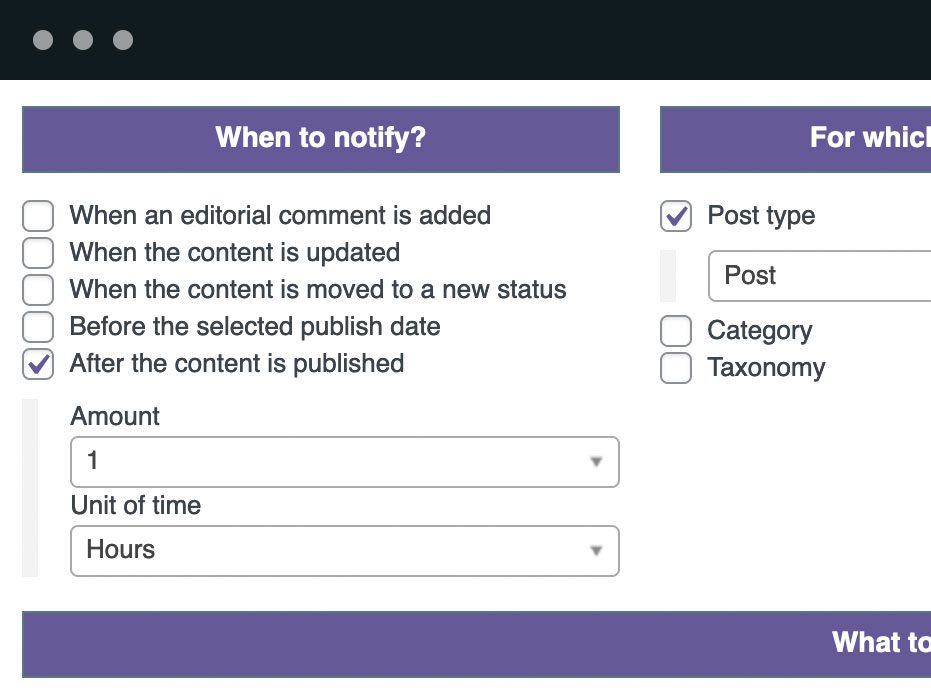 When to notify?
When an editorial comment is added
When the content is updated
When the content is moved to a new status
Before the selected publish date
After the content is published
Amount
1
Unit of time
Hours
For which
Post type
Post
Category
Taxonomy
What to